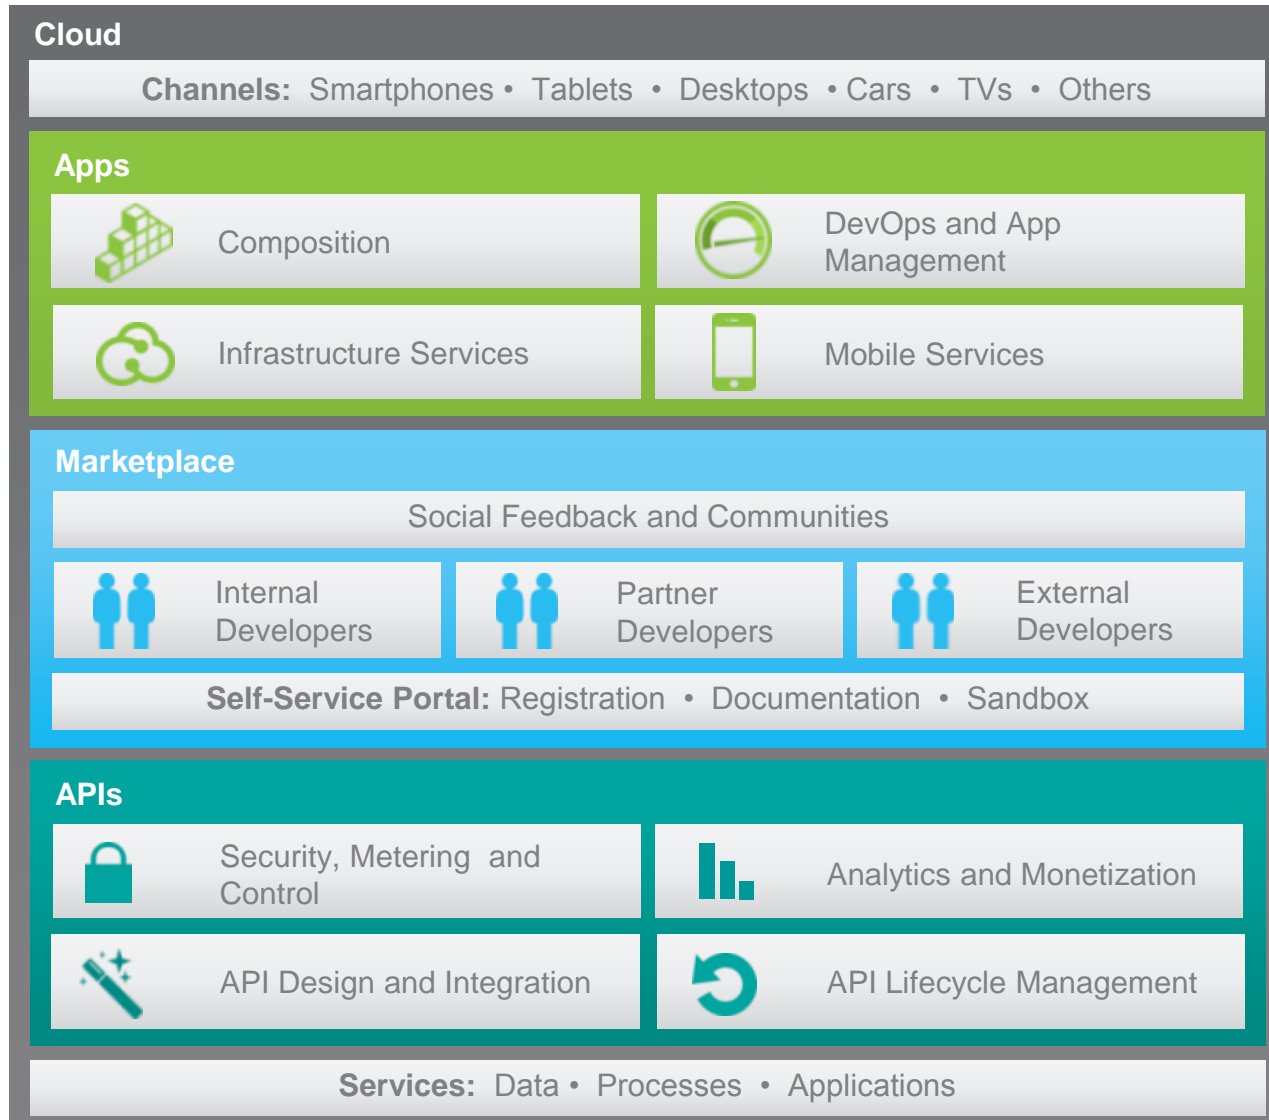 Cloud
Channels: Smartphones • Tablets • Desktops • Cars • TVs • Others
Apps
Composition
DevOps and App
Management
Infrastructure Services
Mobile Services
Marketplace
Social Feedback and Communities
Internal
Developers
Partner
Developers
External
Developers
Self-Service Portal: Registration • Documentation • Sandbox
APIs
Security, Metering and
Control
Analytics and Monetization
API Design and Integration
API Lifecycle Management
Services: Data • Processes • Applications